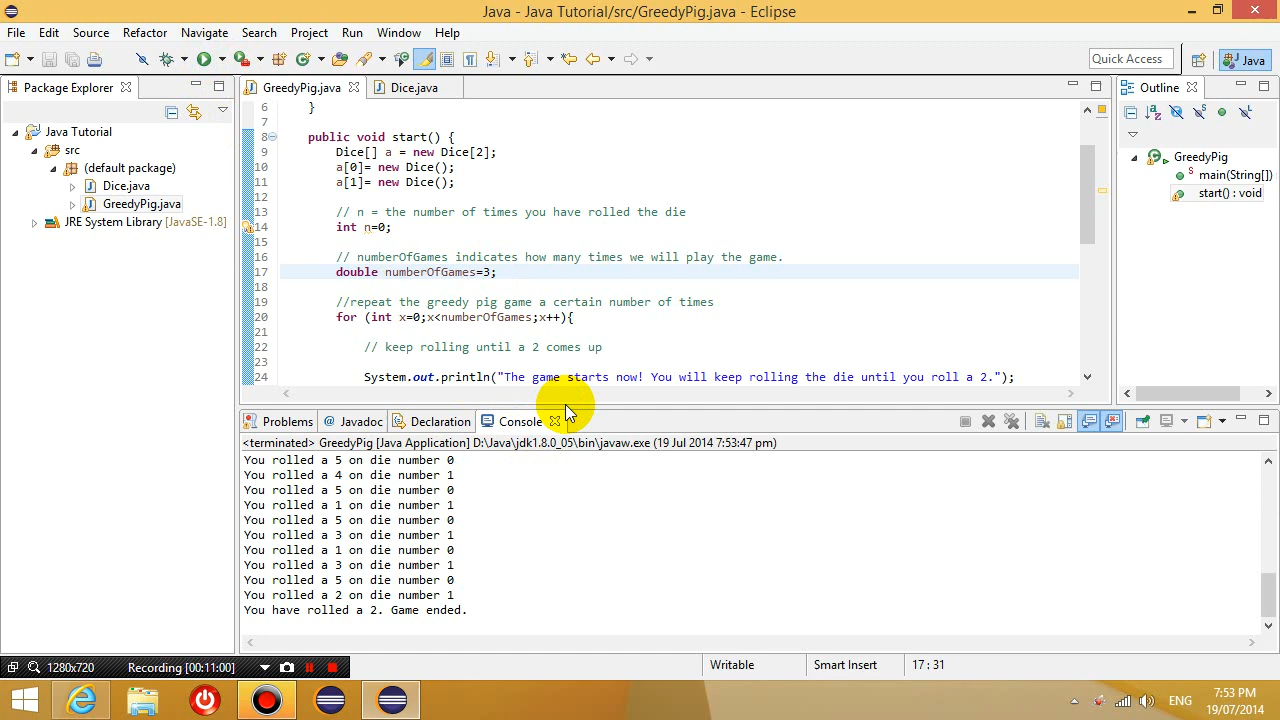 Java - Java Tutorial/src/GreedyPig.java - Eclipse
File Edit Source Refactor Navigate Search Project Run Window Help
Quick Access
Java
Package Explorer
GreedyPig.java
Dice.java
Outline
Java Tutorial
src
(default package)
Dice.java
GreedyPig.java
JRE System Library [JavaSE-1.8]
6 }
7
8 public void start() {
9 Dice[] a = new Dice[2];
10 a[0]= new Dice();
11 a[1]= new Dice();
12
13 // n = the number of times you have rolled the die
14 int n=0;
15
16 // numberOfGames indicates how many times we will play the game.
17 double numberOfGames=3;
18
19 //repeat the greedy pig game a certain number of times
20 for (int x=0;x<numberOfGames;x++){
21
22 // keep rolling until a 2 comes up
23
24 System.out.println("The game starts now! You will keep rolling the die until you roll a 2.");
GreedyPig
main(String[])
start() : void
Problems @ Javadoc Declaration Console
<terminated> GreedyPig [Java Application] D:\Java\jdk1.8.0_05\bin\javaw.exe (19 Jul 2014 7:53:47 pm)
You rolled a 5 on die number 0
You rolled a 4 on die number 1
You rolled a 5 on die number 0
You rolled a 1 on die number 1
You rolled a 5 on die number 0
You rolled a 3 on die number 1
You rolled a 1 on die number 0
You rolled a 3 on die number 1
You rolled a 5 on die number 0
You rolled a 2 on die number 1
You have rolled a 2. Game ended.
1280x720 Recording [00:11:00]
Writable
Smart Insert
17 : 31
ENG
7:53 PM
19/07/2014